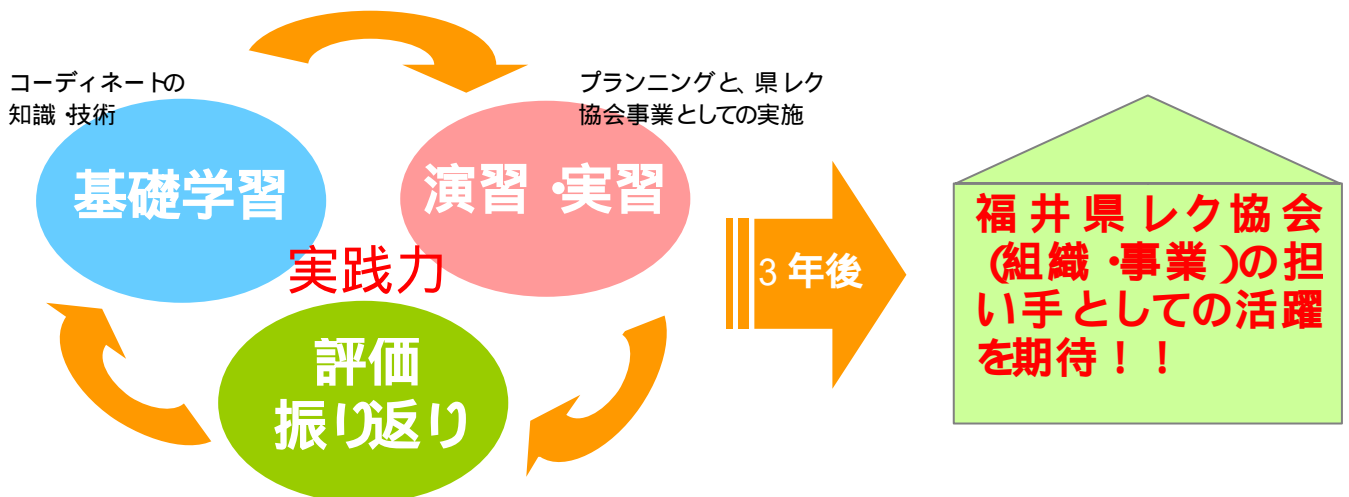 コーディネートの
知識・技術
プランニングと、県レク
協会事業としての実施
基礎学習
演習・実習
実践力
評価
振り返り
3年後
福井県レク協会
(組織・事業)の担
い手としての活躍
を期待！！